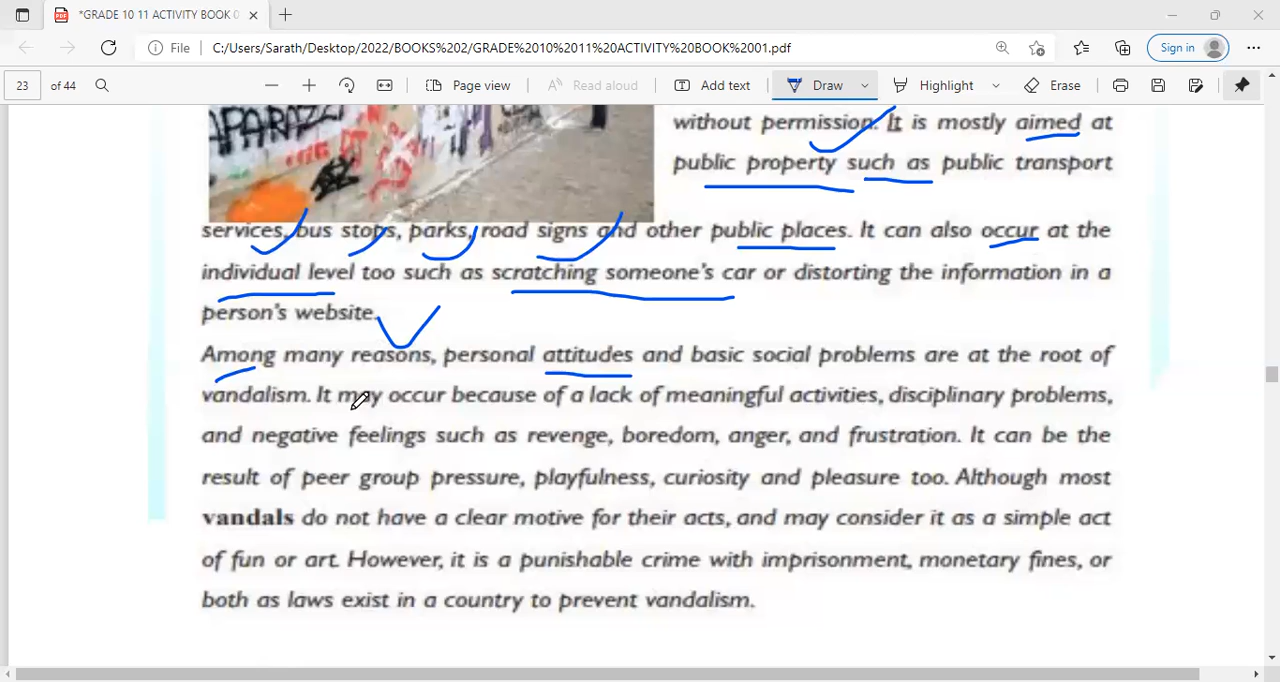 *GRADE 10 11 ACTIVITY BOOK 0
File
C:/Users/Sarath/Desktop/2022/BOOKS%202/GRADE%2010%2011%20ACTIVITY%20BOOK%2001.pdf
Sign in
23 of 44
Page view
Read aloud
Add text
Draw
Highlight
Erase
without permission. It is mostly aimed at
public property such as public transport
services, bus stops, parks, road signs and other public places. It can also occur at the
individual level too such as scratching someone's car or distorting the information in a
person's website.
Among many reasons, personal attitudes and basic social problems are at the root of
vandalism. It may occur because of a lack of meaningful activities, disciplinary problems,
and negative feelings such as revenge, boredom, anger, and frustration. It can be the
result of peer group pressure, playfulness, curiosity and pleasure too. Although most
vandals do not have a clear motive for their acts, and may consider it as a simple act
of fun or art. However, it is a punishable crime with imprisonment, monetary fines, or
both as laws exist in a country to prevent vandalism.